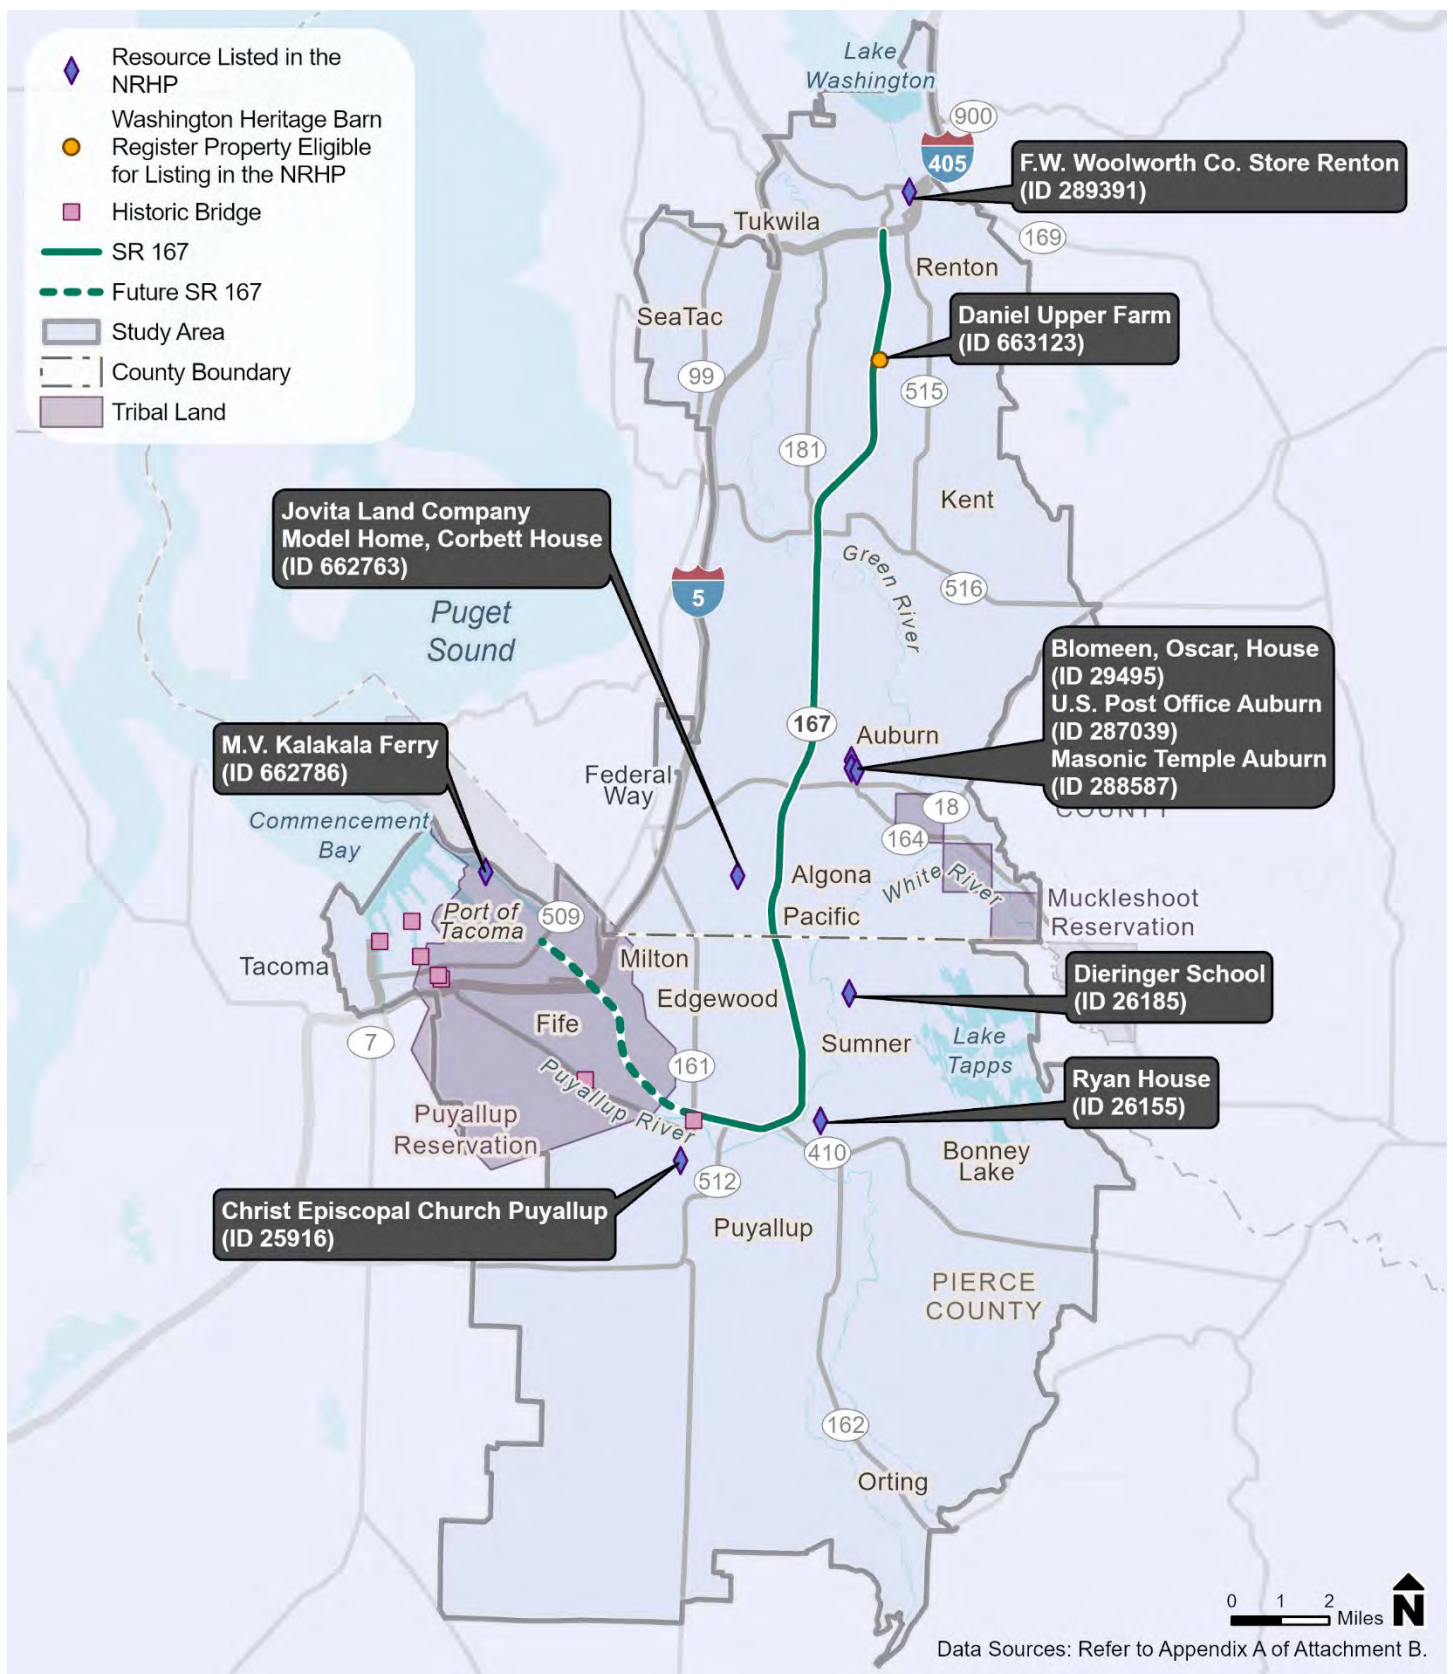 Resource Listed in the
NRHP
Washington Heritage Barn
Register Property Eligible
for Listing in the NRHP
Historic Bridge
SR 167
Future SR 167
Study Area
County Boundary
Tribal Land
Lake
Washington
900
405
F.W. Woolworth Co. Store Renton
(ID 289391)
Tukwila
169
Renton
SeaTac
Daniel Upper Farm
(ID 663123)
99
515
181
Kent
Jovita Land Company
Model Home, Corbett House
(ID 662763)
Green River
516
5
Puget
Sound
Blomeen, Oscar, House
(ID 29495)
U.S. Post Office Auburn
(ID 287039)
Masonic Temple Auburn
(ID 288587)
COUNTY
167
Auburn
M.V. Kalakala Ferry
(ID 662786)
Federal
Way
18
Commencement
Bay
164
Algona
White River
Muckleshoot
Reservation
Pacific
509
Port of
Tacoma
Tacoma
Milton
Edgewood
Dieringer School
(ID 26185)
Fife
7
Sumner
Lake
Tapps
161
Puyallup River
Ryan House
(ID 26155)
Puyallup
Reservation
410
Bonney
Lake
512
Christ Episcopal Church Puyallup
(ID 25916)
Puyallup
PIERCE
COUNTY
162
Orting
0 1 2
Miles
N
Data Sources: Refer to Appendix A of Attachment B.